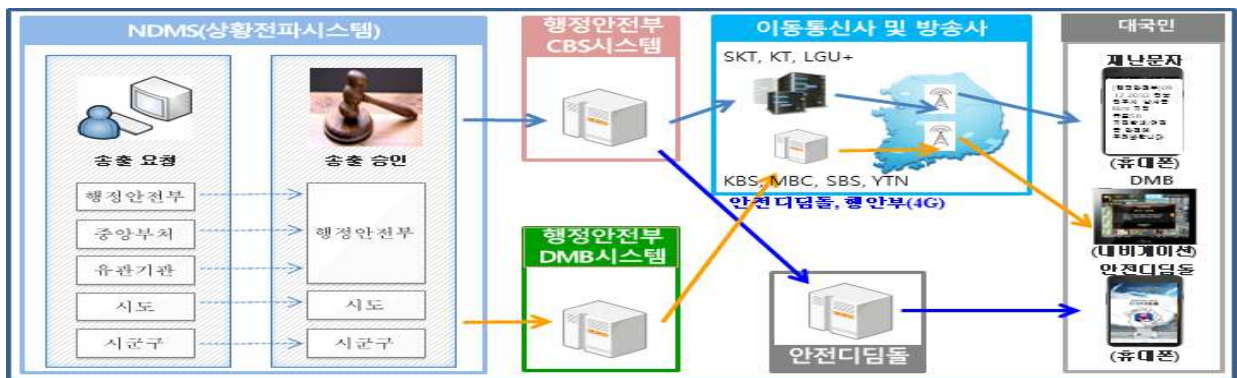 NDMS(상황전파시스템)
송출 요청
행정안전부
중앙부처
유관기관
시도
시군구
송출 승인
행정안전부
시도
시군구
행정안전부
CBS시스템
행정안전부
DMB시스템
이동통신사 및 방송사
SKT, KT, LGU+
KBS, MBC, SBS, YTN
안전디딤돌, 행안부(4G)
안전디딤돌
대국민
재난문자
(휴대폰)
DMB
(내비게이션)
안전디딤돌
(휴대폰)